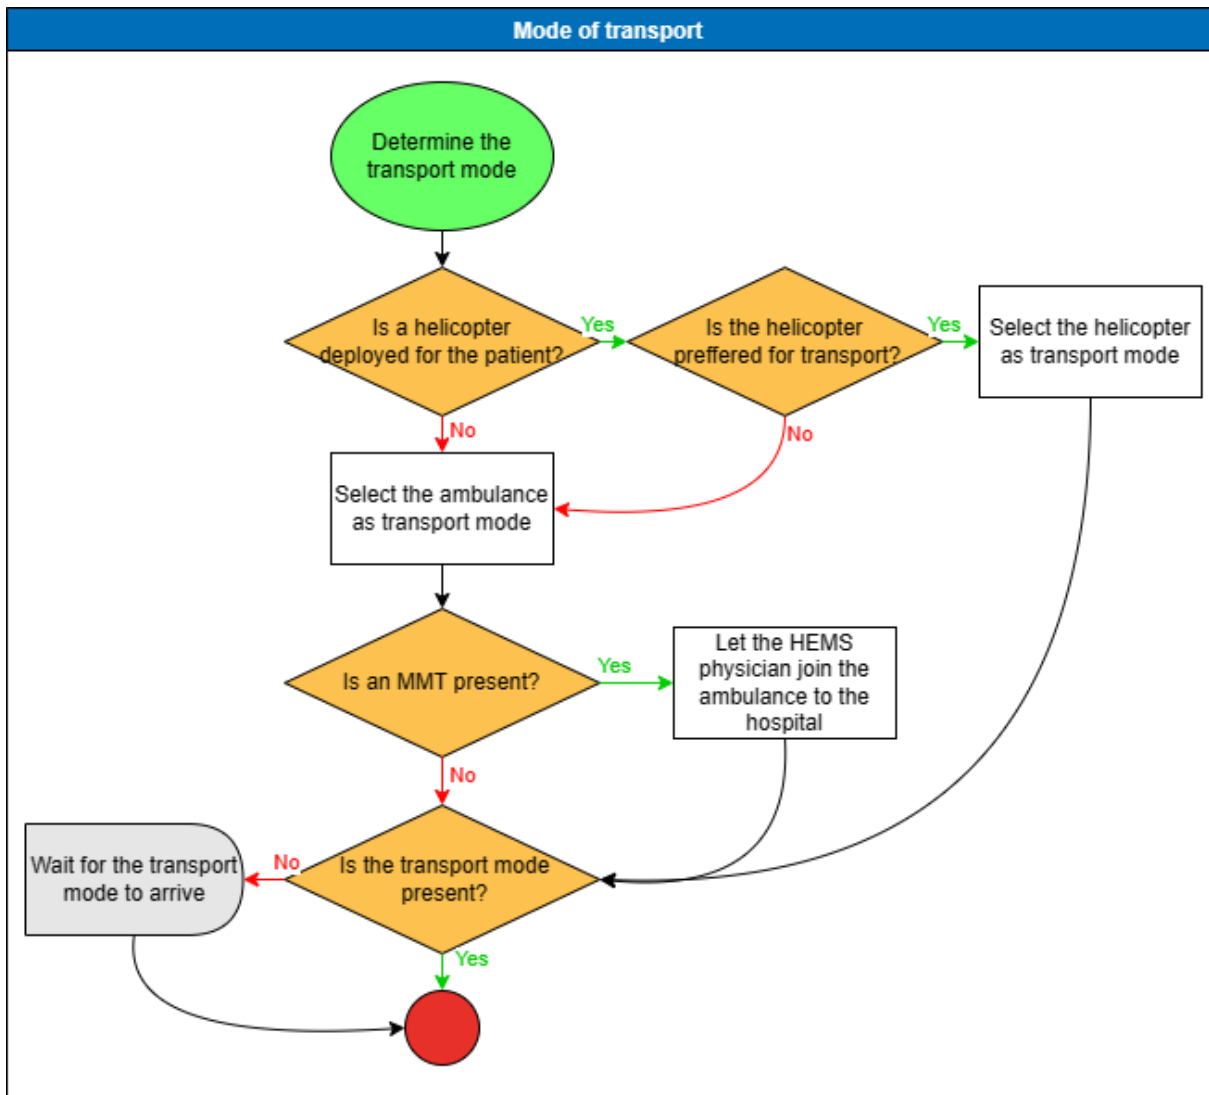 Mode of transport
Determine the
transport mode
Is a helicopter
deployed for the patient?
Yes
Is the helicopter
preffered for transport?
Yes
Select the helicopter
as transport mode
No
No
Select the ambulance
as transport mode
Is an MMT present?
Yes
Let the HEMS
physician join the
ambulance to the
hospital
No
Is the transport mode
present?
No
Wait for the transport
mode to arrive
Yes